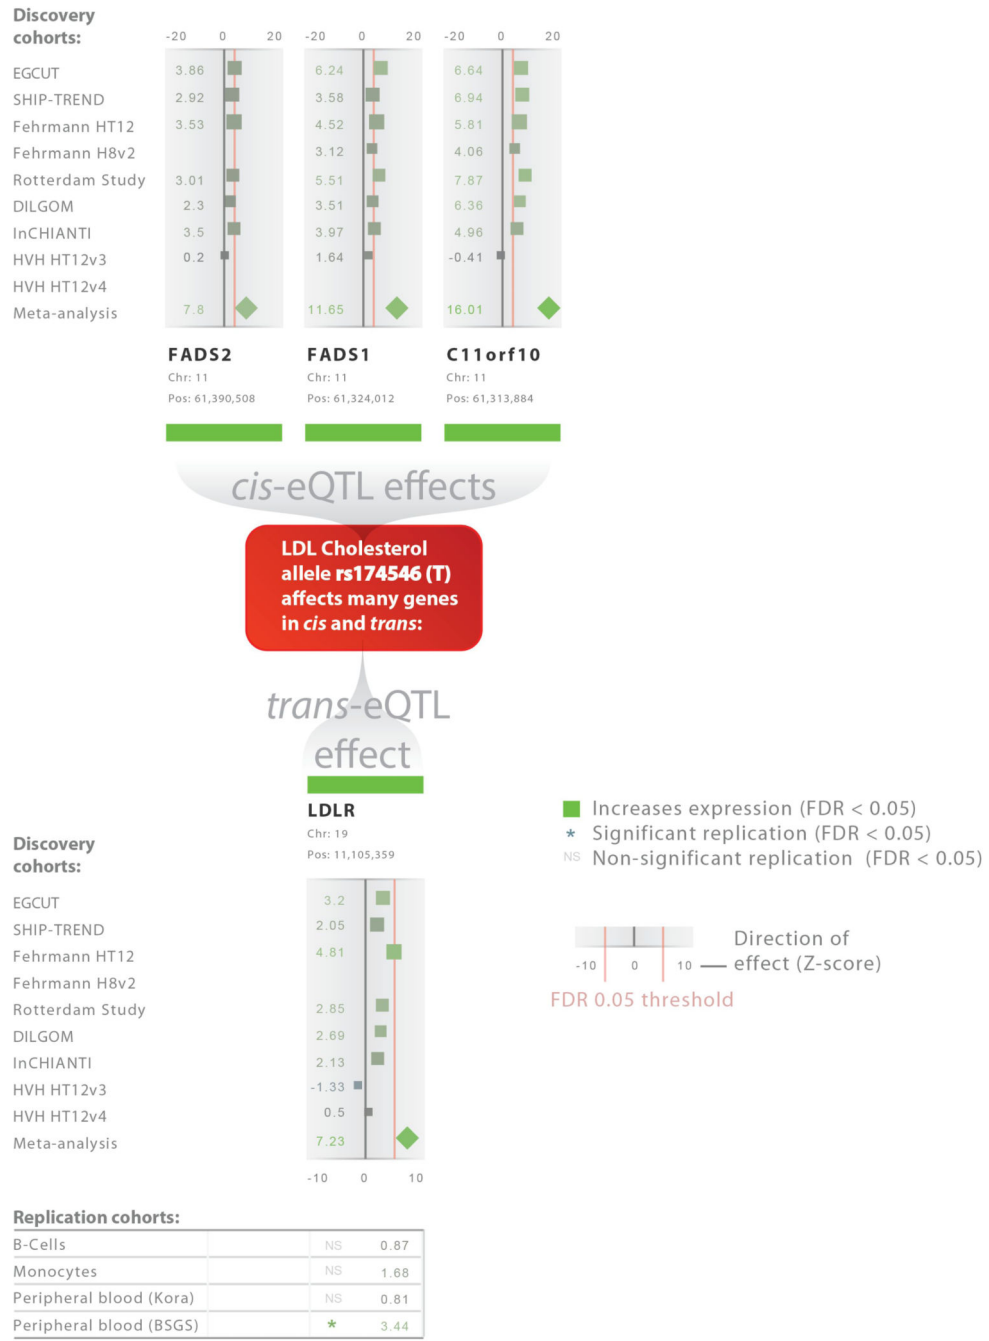 Discovery
cohorts:
-20 0 20 -20 0 20 -20 0 20
EGCUT 3.86 6.24 6.64
SHIP-TREND 2.92 3.58 6.94
Fehrmann HT12 3.53 4.52 5.81
Fehrmann H8v2 3.12 4.06
Rotterdam Study 3.01 5.51 7.87
DILGOM 2.3 3.51 6.36
InCHIANTI 3.5 3.97 4.96
HVH HT12v3 0.2 1.64 -0.41
HVH HT12v4
Meta-analysis 7.8 11.65 16.01
FADS2 FADS1 C11orf10
Chr: 11 Chr: 11 Chr: 11
Pos: 61,390,508 Pos: 61,324,012 Pos: 61,313,884
cis-eQTL effects
LDL Cholesterol
allele rs174546 (T)
affects many genes
in cis and trans:
trans-eQTL
effect
LDLR
Chr: 19
Pos: 11,105,359
Increases expression (FDR < 0.05)
* Significant replication (FDR < 0.05)
NS Non-significant replication (FDR < 0.05)
Direction of
effect (Z-score)
-10 0 10
FDR 0.05 threshold
Discovery
cohorts:
EGCUT 3.2
SHIP-TREND 2.05
Fehrmann HT12 4.81
Fehrmann H8v2
Rotterdam Study 2.85
DILGOM 2.69
InCHIANTI 2.13
HVH HT12v3 -1.33
HVH HT12v4 0.5
Meta-analysis 7.23
-10 0 10
Replication cohorts:
B-Cells NS 0.87
Monocytes NS 1.68
Peripheral blood (Kora) NS 0.81
Peripheral blood (BSGS) * 3.44